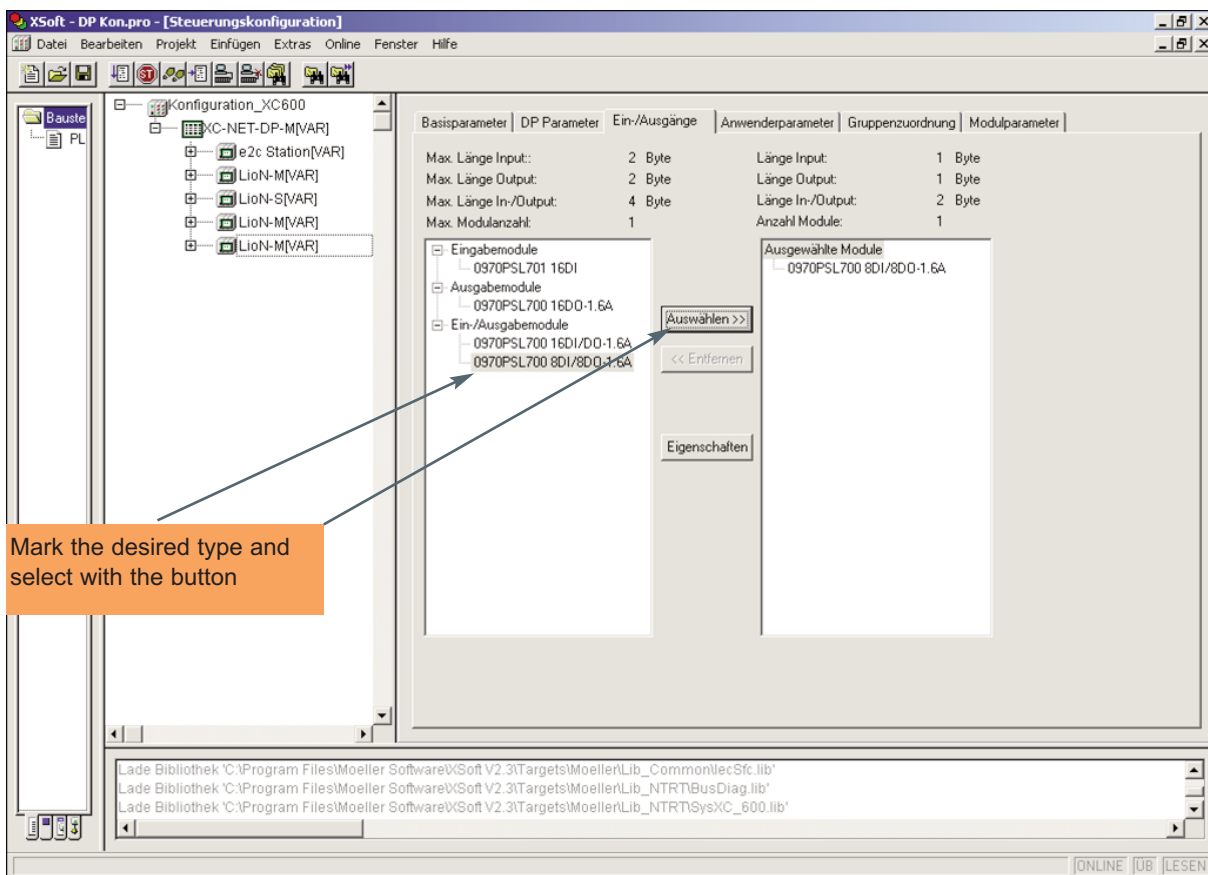 XSoft - DP Kon.pro - [Steuerungskonfiguration]
Datei Bearbeiten Projekt Einfügen Extras Online Fenster Hilfe
Bauste
PL
Konfiguration_XC600
XC-NET-DP-M[VAR]
e2c Station[VAR]
LioN-M[VAR]
LioN-S[VAR]
LioN-M[VAR]
LioN-M[VAR]
Basisparameter DP Parameter Ein-/Ausgänge Anwenderparameter Gruppenzuordnung Modulparameter
Max. Länge Input:: 2 Byte
Max. Länge Output: 2 Byte
Max. Länge In-/Output: 4 Byte
Max. Modulanzahl: 1
Länge Input: 1 Byte
Länge Output: 1 Byte
Länge In-/Output: 2 Byte
Anzahl Module: 1
Eingabemodule
0970PSL701 16DI
Ausgabemodule
0970PSL700 16DO-1.6A
Ein-/Ausgabemodule
0970PSL700 16DI/DO-1.6A
0970PSL700 8DI/8DO-1.6A
Auswählen >>
<< Entfernen
Eigenschaften
Ausgewählte Module
0970PSL700 8DI/8DO-1.6A
Mark the desired type and
select with the button
Lade Bibliothek 'C:\Program Files\Moeller Software\XSoft V2.3\Targets\Moeller\Lib_Common\IecSfc.lib'
Lade Bibliothek 'C:\Program Files\Moeller Software\XSoft V2.3\Targets\Moeller\Lib_NTRT\BusDiag.lib'
Lade Bibliothek 'C:\Program Files\Moeller Software\XSoft V2.3\Targets\Moeller\Lib_NTRT\SysXC_600.lib'
ONLINE ÜB LESEN